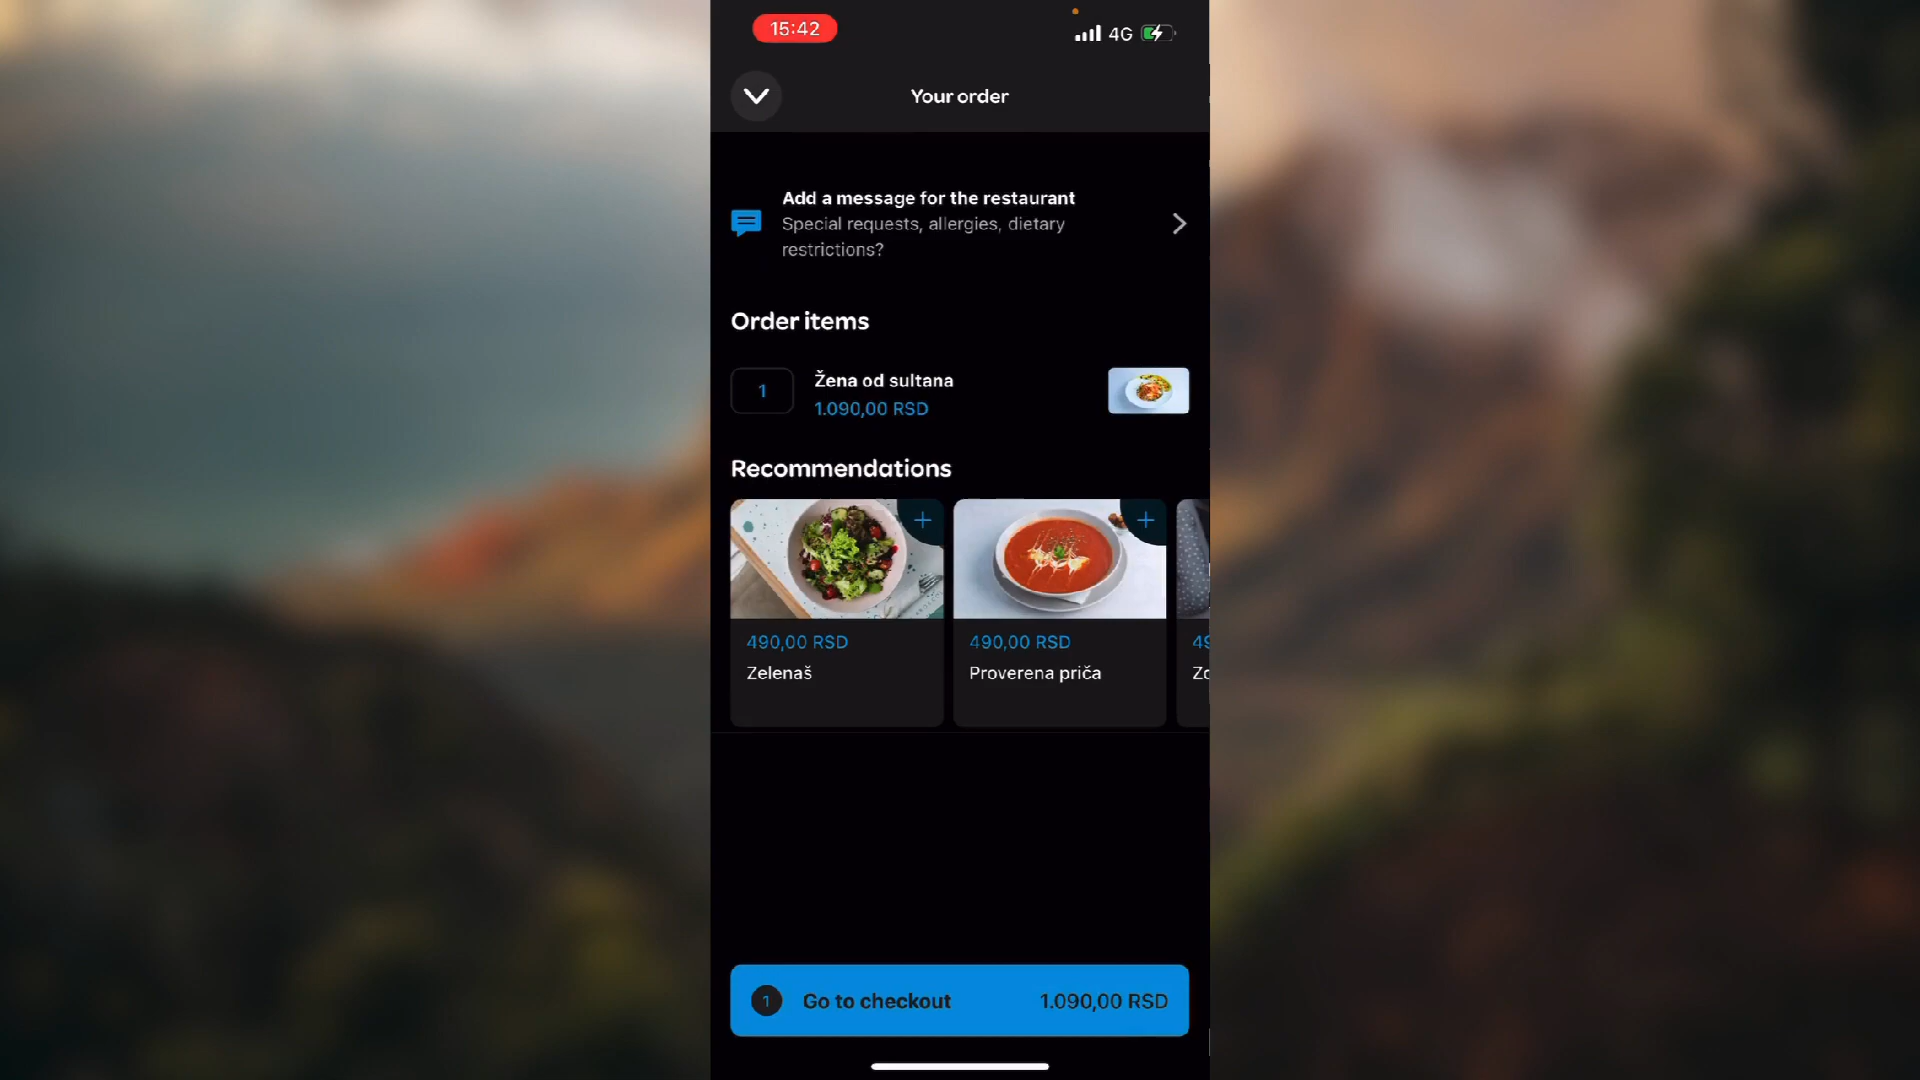 15:42
4G
Your order
Add a message for the restaurant
Special requests, allergies, dietary
restrictions?
Order items
1
Žena od sultana
1.090,00 RSD
Recommendations
490,00 RSD
490,00 RSD
49
Zelenaš
Proverena priča
1
Go to checkout
1.090,00 RSD